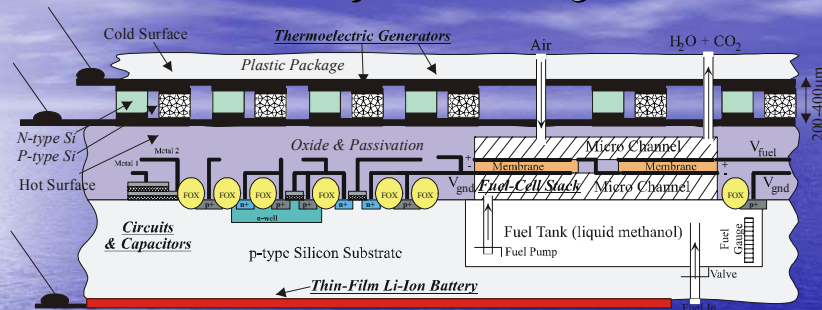 Cold Surface
Thermoelectric Generators
Air
H2O + CO2
Plastic Package
200-400µm
N-type Si
P-type Si
Hot Surface
Metal 2
Metal 1
Oxide & Passivation
Micro Channel
+
-
Membrane
Membrane
+
-
Vfuel
Vgnd
Fuel-Cell/Stack
Micro Channel
Vgnd
FOX
FOX
FOX
FOX
FOX
FOX
FOX
p+
n+
p+
n+
n+
p+
p+
n-well
Circuits
& Capacitors
p-type Silicon Substrate
Fuel Tank (liquid methanol)
Fuel Pump
Fuel
Gauge
Valve
Thin-Film Li-Ion Battery
Fuel In